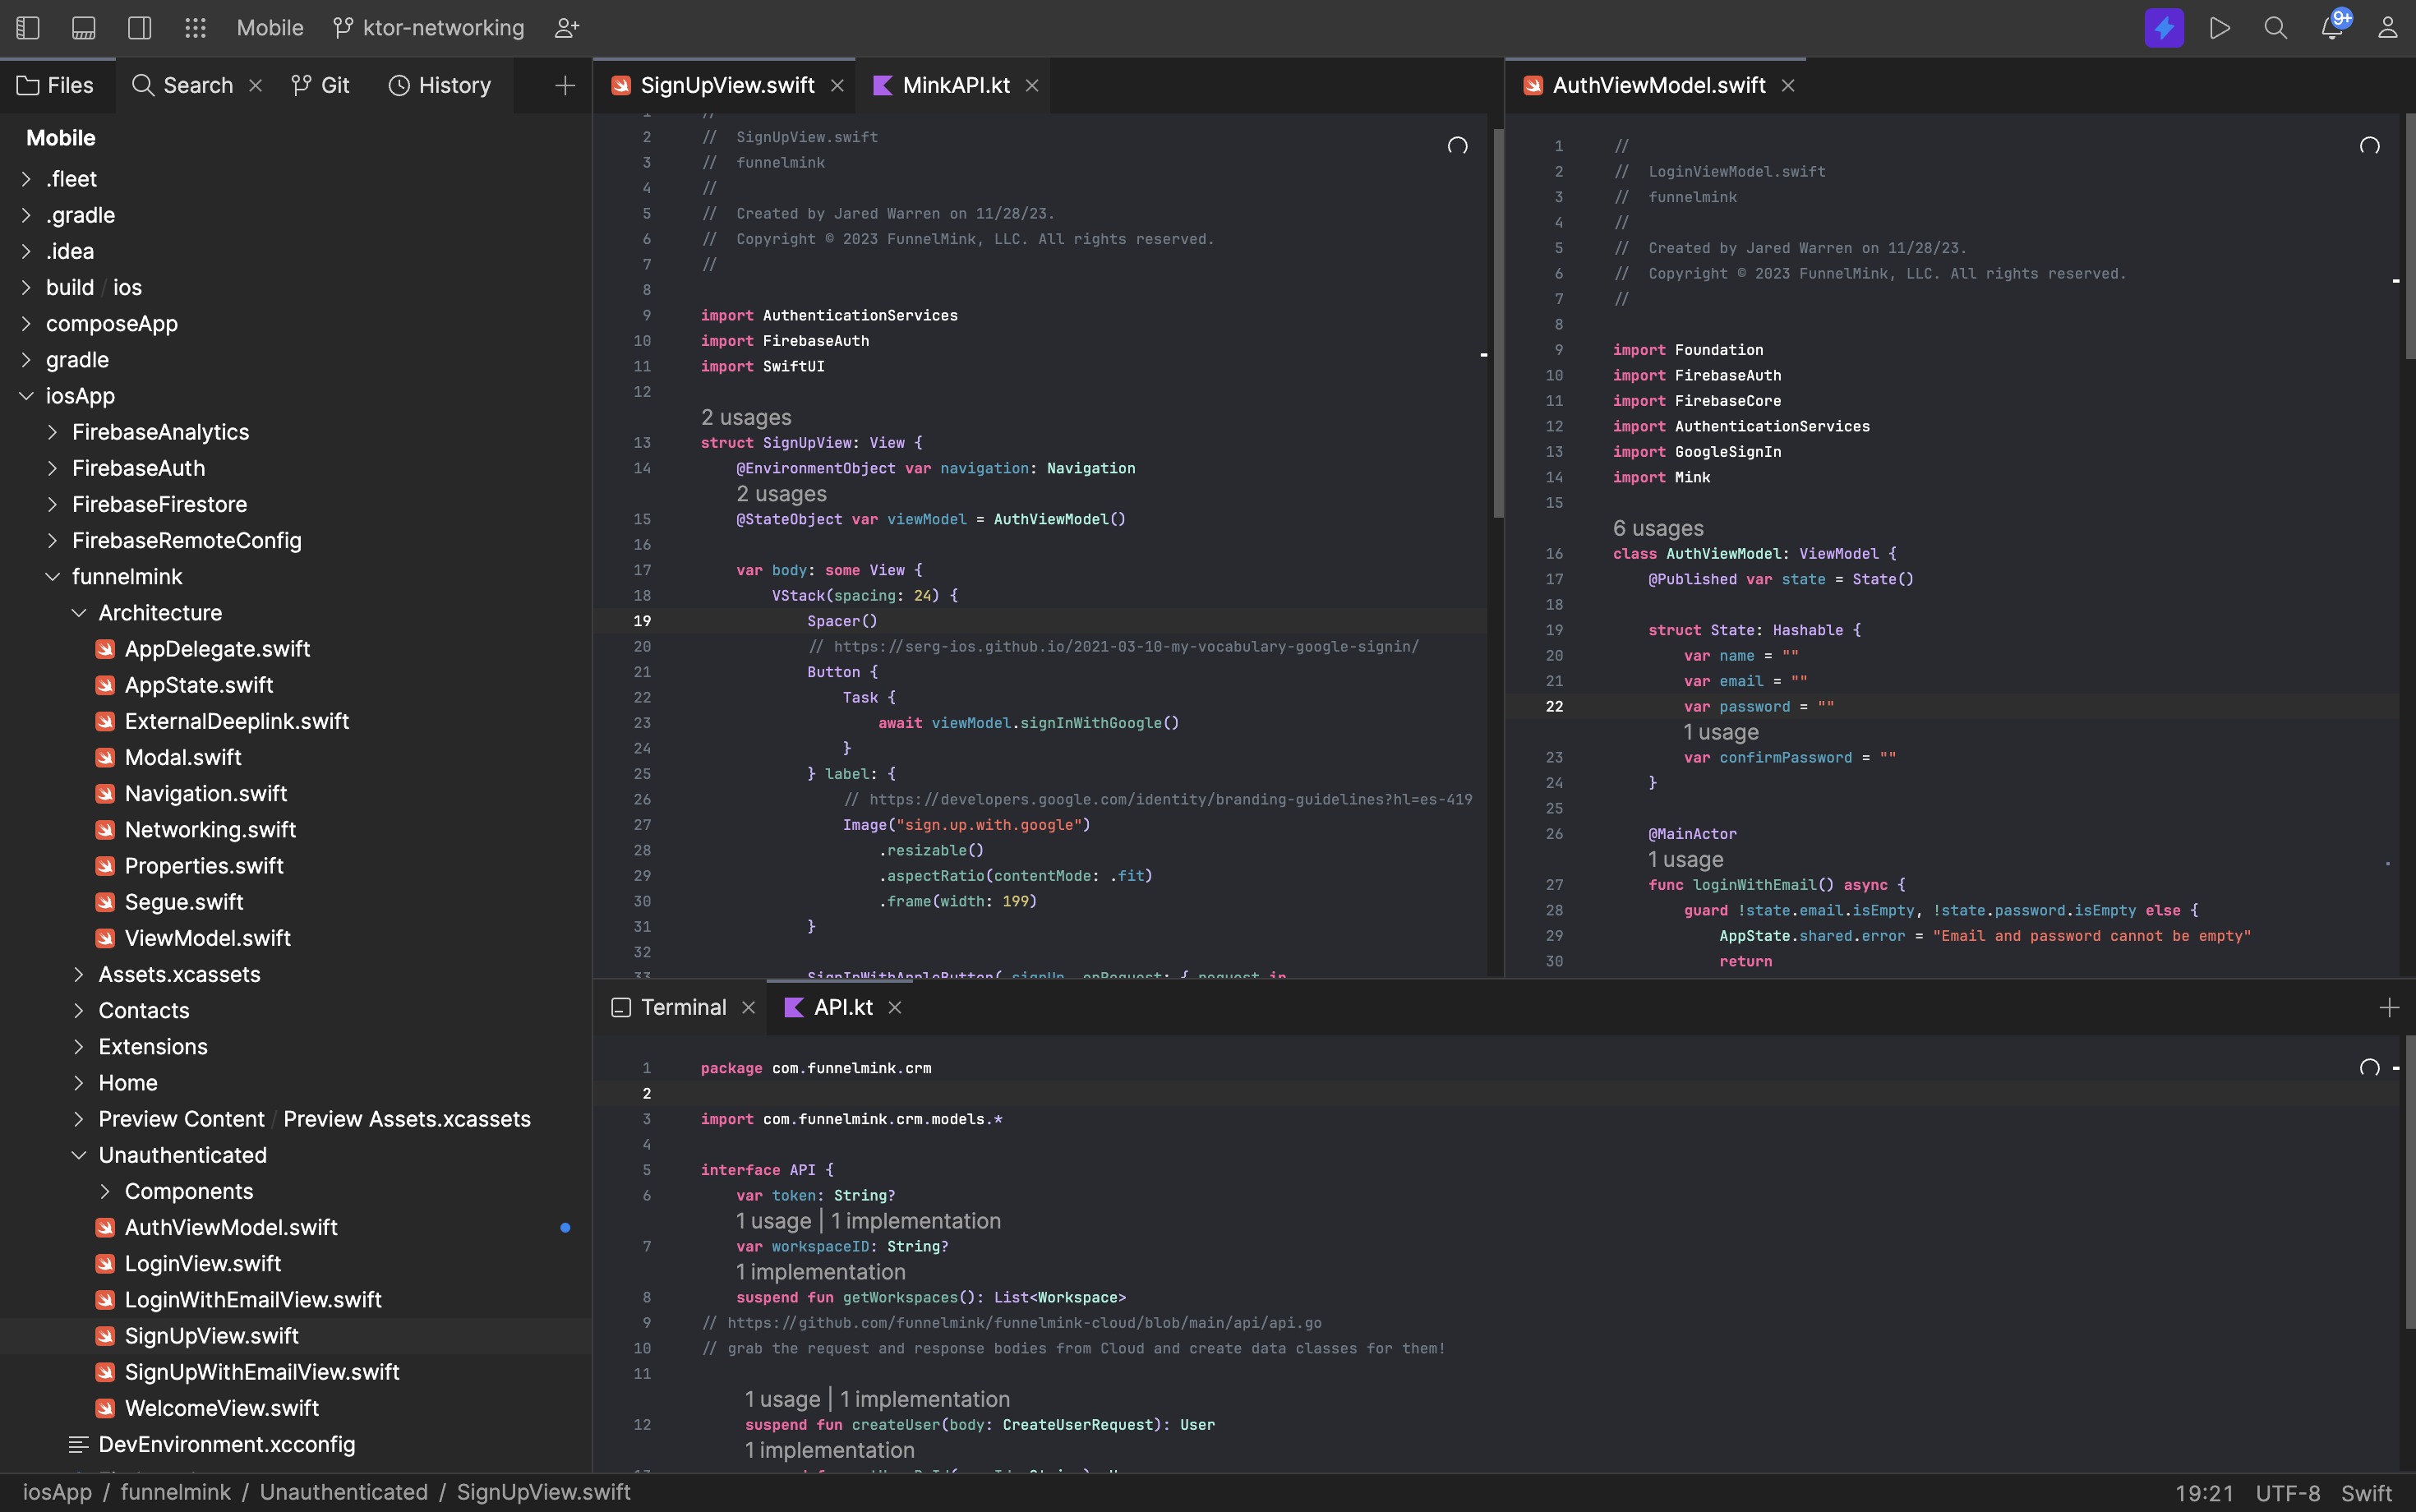 Mobile ktor-networking 9+
Files Search Git History
Mobile
.fleet
.gradle
.idea
build / ios
composeApp
gradle
iosApp
FirebaseAnalytics
FirebaseAuth
FirebaseFirestore
FirebaseRemoteConfig
funnelmink
Architecture
AppDelegate.swift
AppState.swift
ExternalDeeplink.swift
Modal.swift
Navigation.swift
Networking.swift
Properties.swift
Segue.swift
ViewModel.swift
Assets.xcassets
Contacts
Extensions
Home
Preview Content / Preview Assets.xcassets
Unauthenticated
Components
AuthViewModel.swift
LoginView.swift
LoginWithEmailView.swift
SignUpView.swift
SignUpWithEmailView.swift
WelcomeView.swift
DevEnvironment.xcconfig
SignUpView.swift MinkAPI.kt
1 //
2 // SignUpView.swift
3 // funnelmink
4 //
5 // Created by Jared Warren on 11/28/23.
6 // Copyright © 2023 FunnelMink, LLC. All rights reserved.
7 //
8
9 import AuthenticationServices
10 import FirebaseAuth
11 import SwiftUI
12
2 usages
13 struct SignUpView: View {
14 @EnvironmentObject var navigation: Navigation
2 usages
15 @StateObject var viewModel = AuthViewModel()
16
17 var body: some View {
18 VStack(spacing: 24) {
19 Spacer()
20 // https://serg-ios.github.io/2021-03-10-my-vocabulary-google-signin/
21 Button {
22 Task {
23 await viewModel.signInWithGoogle()
24 }
25 } label: {
26 // https://developers.google.com/identity/branding-guidelines?hl=es-419
27 Image("sign.up.with.google")
28 .resizable()
29 .aspectRatio(contentMode: .fit)
30 .frame(width: 199)
31 }
32
33 SignInWithAppleButton(.signUp, onRequest: { request in
AuthViewModel.swift
1 //
2 // LoginViewModel.swift
3 // funnelmink
4 //
5 // Created by Jared Warren on 11/28/23.
6 // Copyright © 2023 FunnelMink, LLC. All rights reserved.
7 //
8
9 import Foundation
10 import FirebaseAuth
11 import FirebaseCore
12 import AuthenticationServices
13 import GoogleSignIn
14 import Mink
15
6 usages
16 class AuthViewModel: ViewModel {
17 @Published var state = State()
18
19 struct State: Hashable {
20 var name = ""
21 var email = ""
22 var password = ""
1 usage
23 var confirmPassword = ""
24 }
25
26 @MainActor
1 usage
27 func loginWithEmail() async {
28 guard !state.email.isEmpty, !state.password.isEmpty else {
29 AppState.shared.error = "Email and password cannot be empty"
30 return
Terminal API.kt
1 package com.funnelmink.crm
2
3 import com.funnelmink.crm.models.*
4
5 interface API {
6 var token: String?
1 usage | 1 implementation
7 var workspaceID: String?
1 implementation
8 suspend fun getWorkspaces(): List<Workspace>
9 // https://github.com/funnelmink/funnelmink-cloud/blob/main/api/api.go
10 // grab the request and response bodies from Cloud and create data classes for them!
11
1 usage | 1 implementation
12 suspend fun createUser(body: CreateUserRequest): User
1 implementation
iosApp / funnelmink / Unauthenticated / SignUpView.swift
19:21 UTF-8 Swift